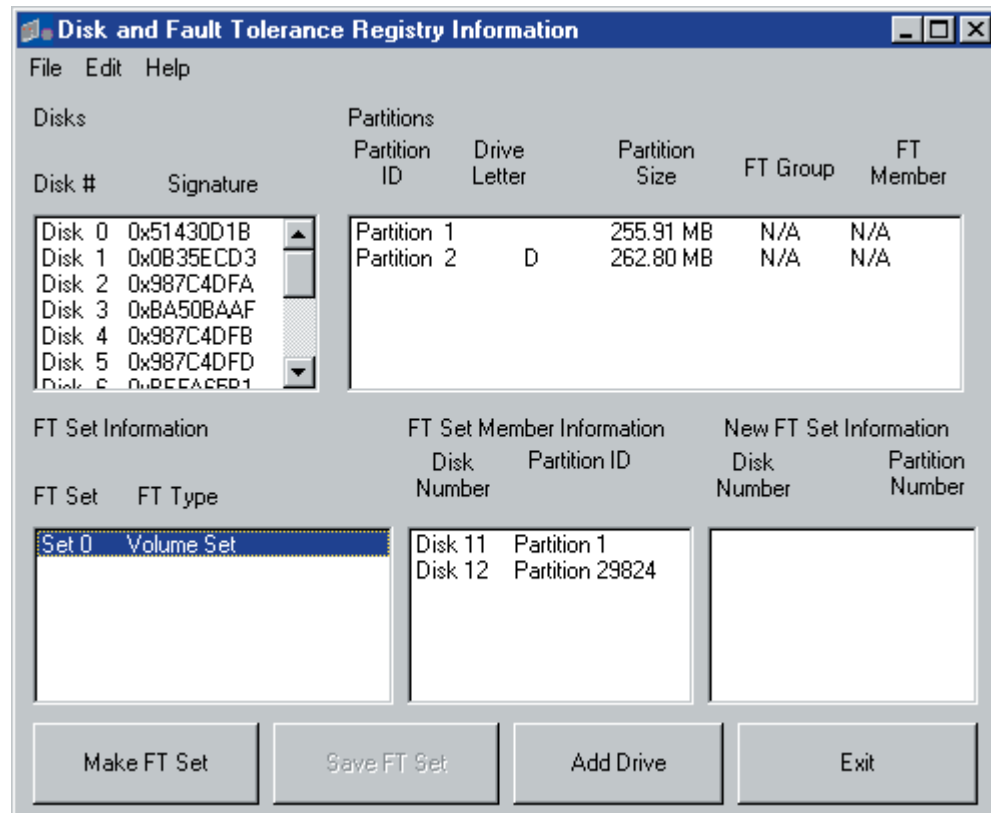 Disk and Fault Tolerance Registry Information
File Edit Help
Disks
Disk # Signature
Disk 0 0x51430D1B
Disk 1 0x0B35ECD3
Disk 2 0x987C4DFA
Disk 3 0xBA50BAAF
Disk 4 0x987C4DFB
Disk 5 0x987C4DFD
Disk 6
Partitions
Partition ID Drive Letter Partition Size FT Group FT Member
Partition 1 255.91 MB N/A N/A
Partition 2 D 262.80 MB N/A N/A
FT Set Information
FT Set FT Type
Set 0 Volume Set
FT Set Member Information
Disk Number Partition ID
Disk 11 Partition 1
Disk 12 Partition 29824
New FT Set Information
Disk Number Partition Number
Make FT Set Save FT Set Add Drive Exit